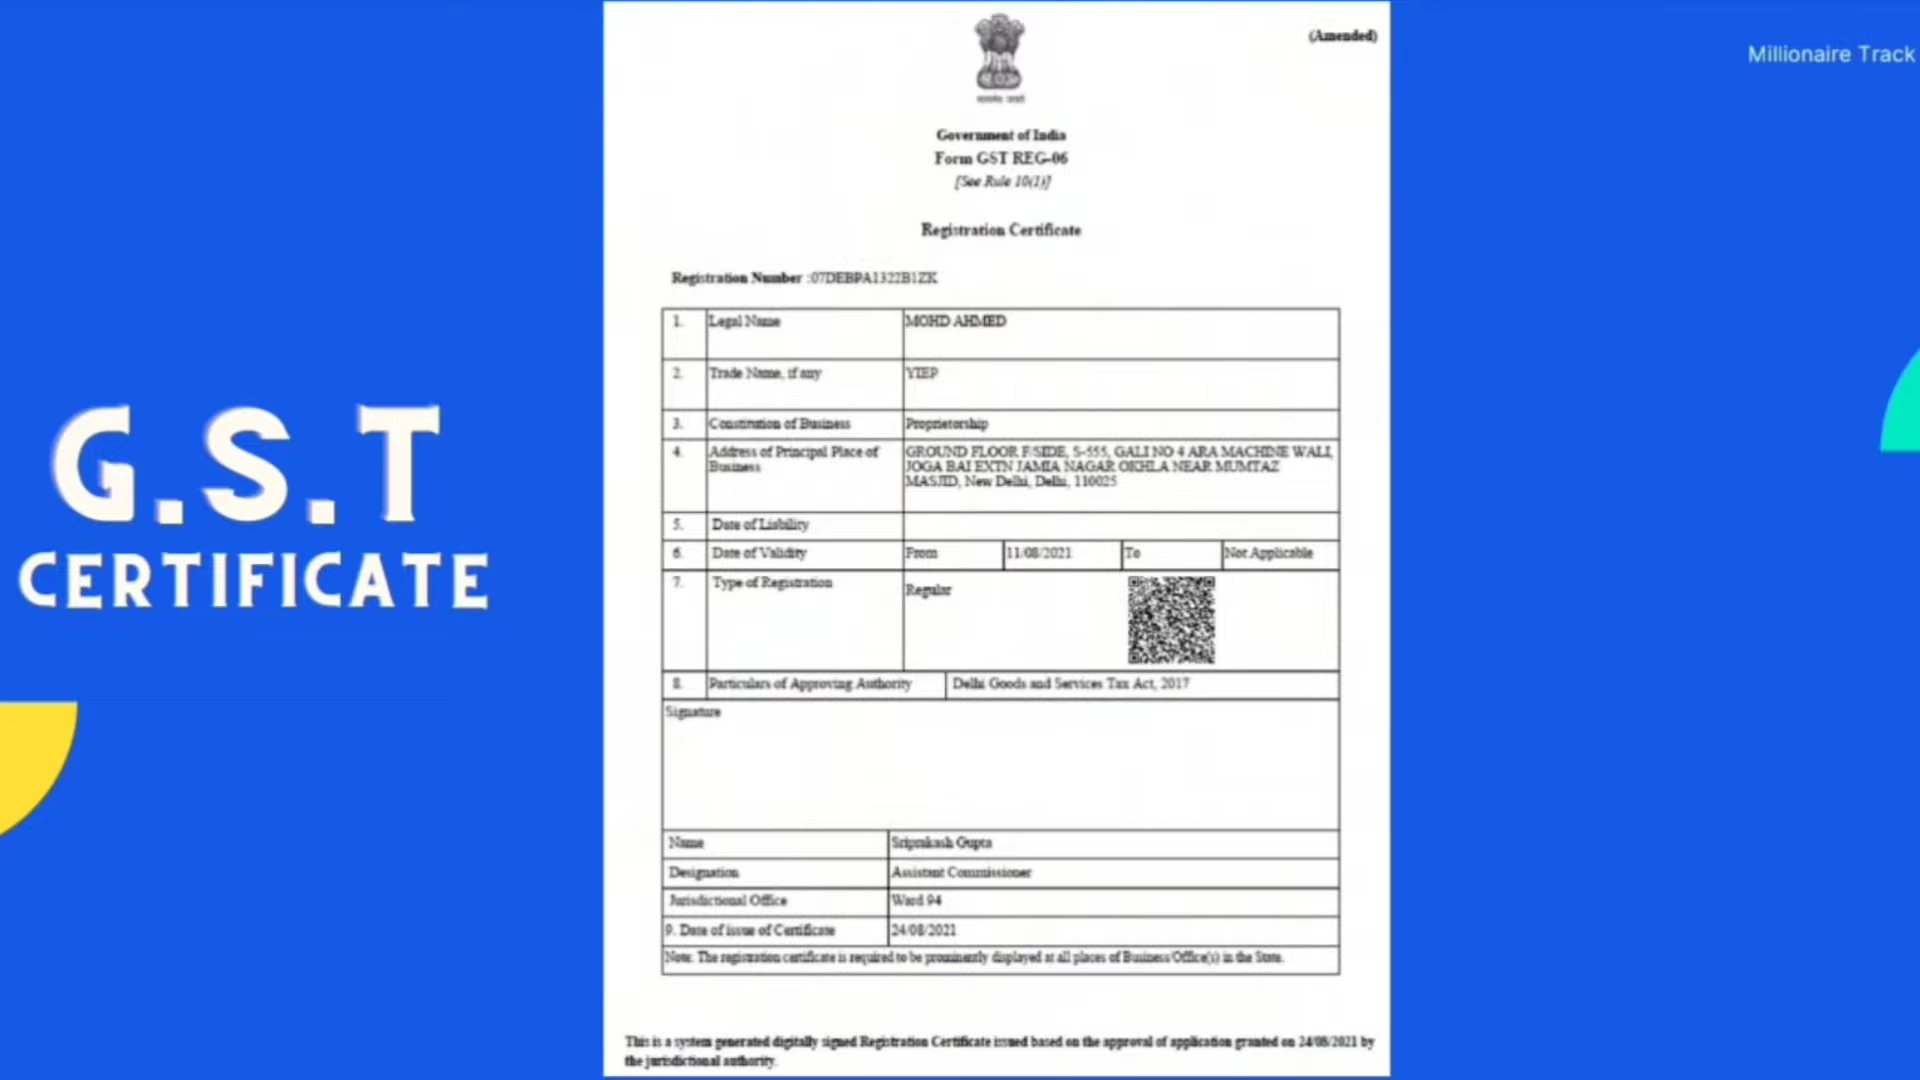 (Amended)
Millionaire Track
Government of India
Form GST REG-06
[See Rule 10(1)]
Registration Certificate
Registration Number :07DEBPA1322B1ZK
1. Legal Name MOHD AHMED
2. Trade Name, if any YIEP
3. Constitution of Business Proprietorship
4. Address of Principal Place of Business GROUND FLOOR F/SIDE, S-555, GALI NO 4 ARA MACHINE WALI,
JOGA BAI EXTN JAMIA NAGAR OKHLA NEAR MUMTAZ
MASJID, New Delhi, Delhi, 110025
5. Date of Liability
6. Date of Validity From 11/08/2021 To Not Applicable
7. Type of Registration Regular
8. Particulars of Approving Authority Delhi Goods and Services Tax Act, 2017
Signature
Name Sriprakash Gupta
Designation Assistant Commissioner
Jurisdictional Office Ward 94
9. Date of issue of Certificate 24/08/2021
Note: The registration certificate is required to be prominently displayed at all places of Business/Office(s) in the State.
This is a system generated digitally signed Registration Certificate issued based on the approval of application granted on 24/08/2021 by
the jurisdictional authority.
G.S.T
CERTIFICATE